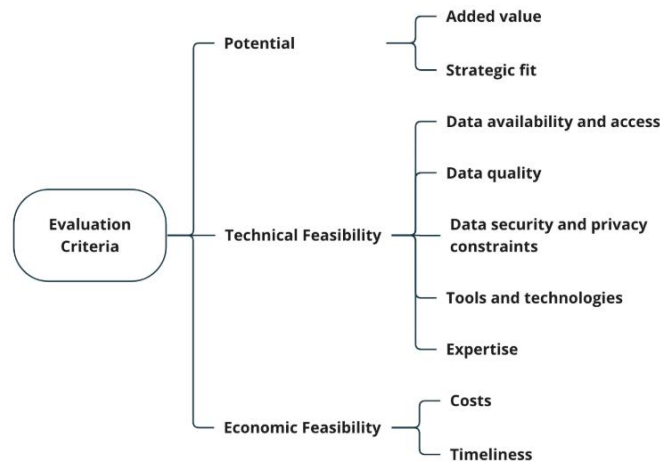 Evaluation
Criteria
Potential
Added value
Strategic fit
Technical Feasibility
Data availability and access
Data quality
Data security and privacy
constraints
Tools and technologies
Expertise
Economic Feasibility
Costs
Timeliness